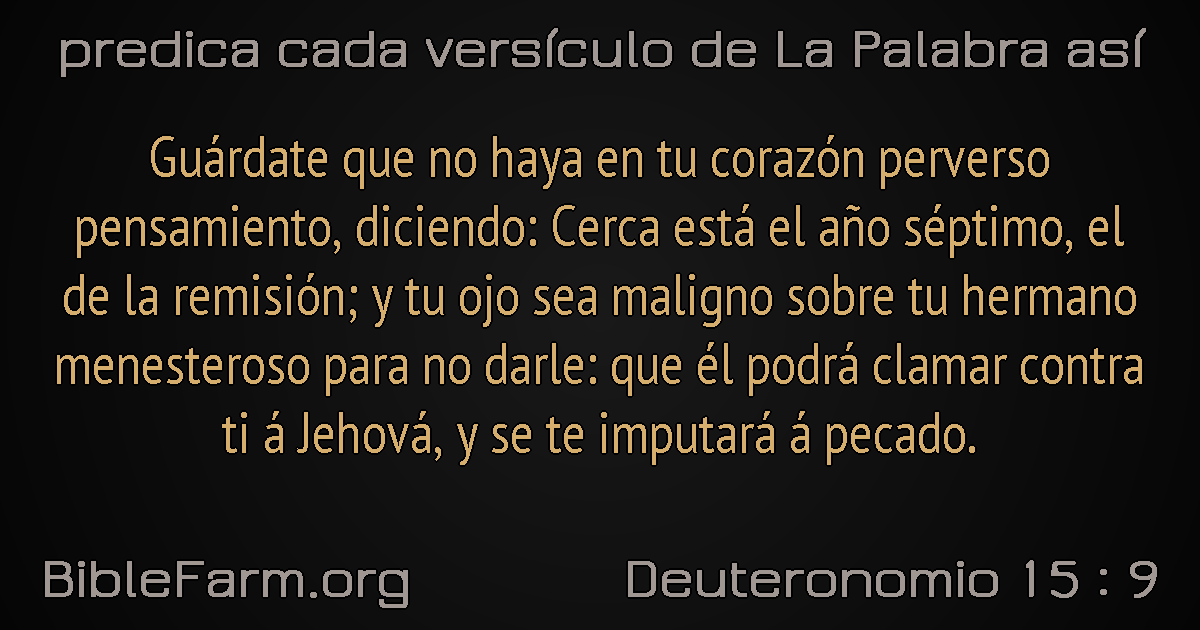 predica cada versículo de La Palabra así
Guárdate que no haya en tu corazón perverso
pensamiento, diciendo: Cerca está el año séptimo, el
de la remisión; y tu ojo sea maligno sobre tu hermano
menesteroso para no darle: que él podrá clamar contra
ti á Jehová, y se te imputará á pecado.
BibleFarm.org
Deuteronomio 15 : 9